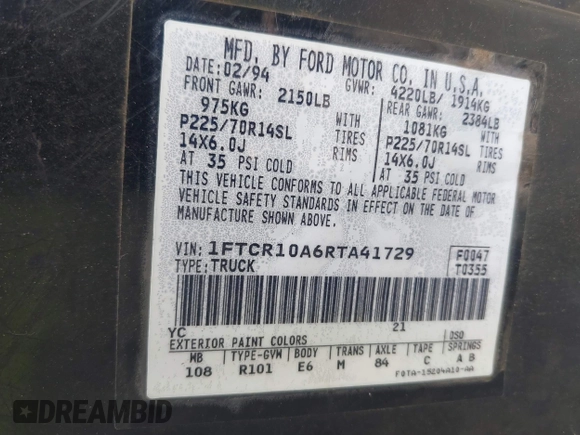 MFD. BY FORD MOTOR CO. IN U.S.A.
DATE: 02/94 GVWR: 4220LB/ 1914KG
FRONT GAWR: 2150LB REAR GAWR: 2384LB
975KG WITH 1081KG WITH
P225/70R14SL TIRES P225/70R14SL TIRES
14X6.0J RIMS 14X6.0J RIMS
AT 35 PSI COLD AT 35 PSI COLD
THIS VEHICLE CONFORMS TO ALL APPLICABLE FEDERAL MOTOR
VEHICLE SAFETY STANDARDS IN EFFECT ON THE DATE OF
MANUFACTURE SHOWN ABOVE.
VIN: 1FTCR10A6RTA41729 F0047
TYPE: TRUCK T0355
YC 21
EXTERIOR PAINT COLORS DSO
WB TYPE-GVW BODY TRANS AXLE TAPE SPRINGS
108 R101 E6 M 84 C A B
F0TA-15204A10-AA
DREAMBID